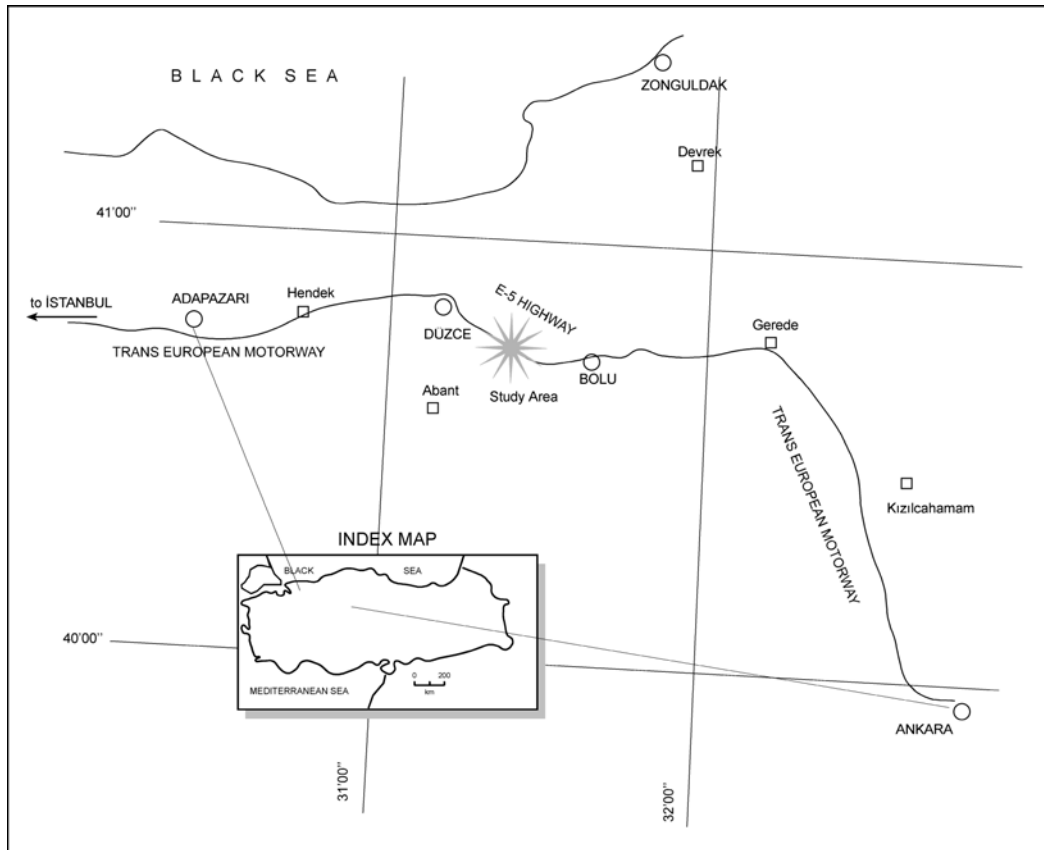 BLACK SEA
ZONGULDAK
Devrek
41'00''
to İSTANBUL
ADAPAZARI
Hendek
E-5 HIGHWAY
DÜZCE
Gerede
TRANS EUROPEAN MOTORWAY
BOLU
Abant
Study Area
TRANS EUROPEAN MOTORWAY
Kızılcahamam
INDEX MAP
BLACK SEA
40'00''
0 200
km
MEDITERRANEAN SEA
ANKARA
31'00''
32'00''